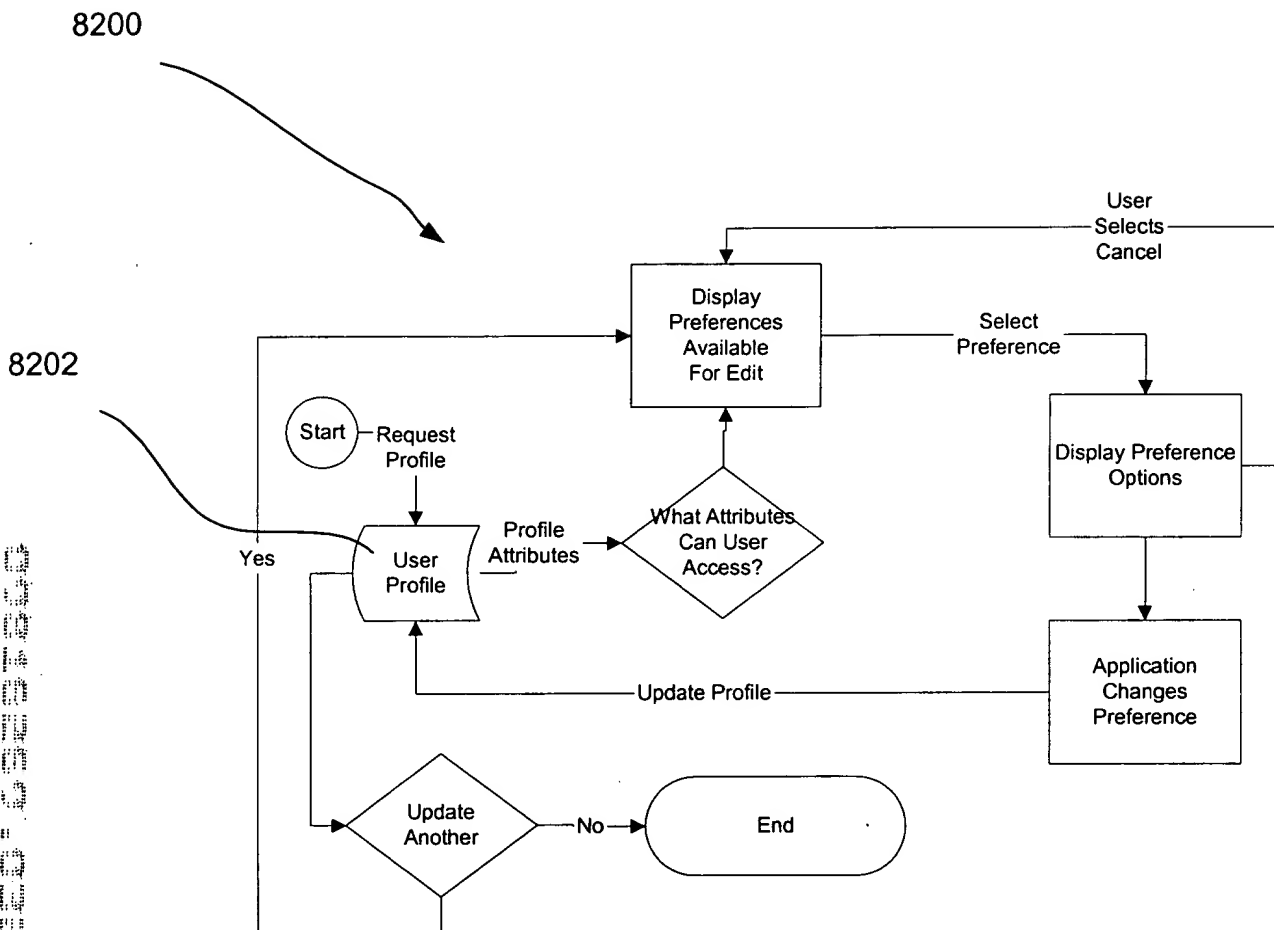 8200
User
Selects
Cancel
Display
Preferences
Available
For Edit
Select
Preference
8202
Start
Request
Profile
Display Preference
Options
What Attributes
Can User
Access?
Profile
Attributes
Yes
User
Profile
Application
Changes
Preference
Update Profile
Update
Another
No
End